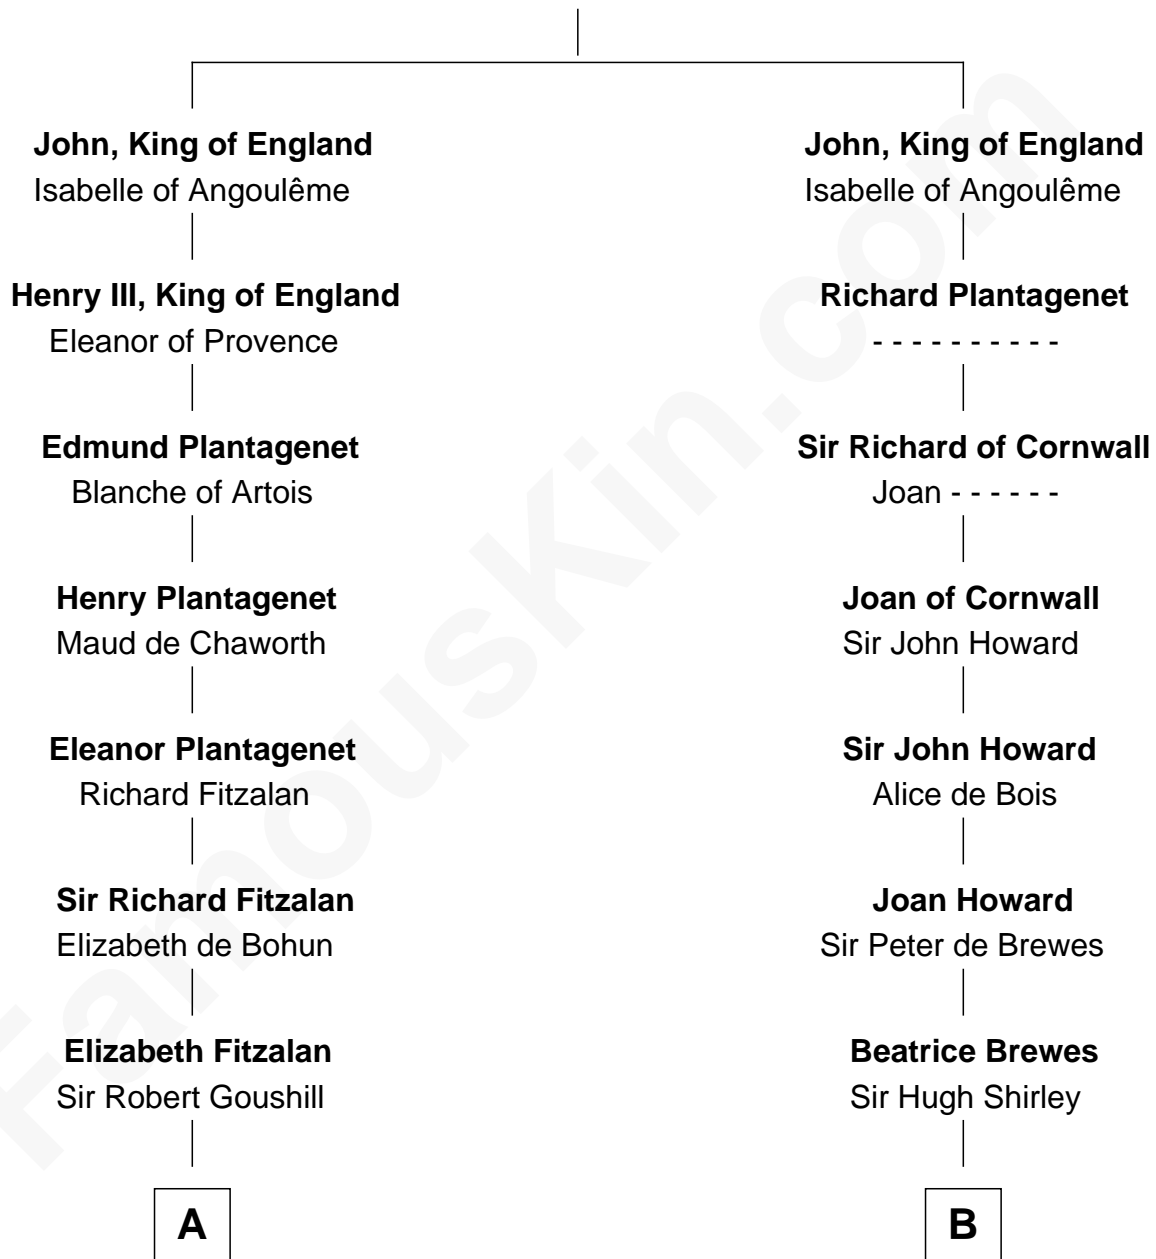 John, King of England
Isabelle of Angoulême
Henry III, King of England
Eleanor of Provence
Edmund Plantagenet
Blanche of Artois
Henry Plantagenet
Maud de Chaworth
Eleanor Plantagenet
Richard Fitzalan
Sir Richard Fitzalan
Elizabeth de Bohun
Elizabeth Fitzalan
Sir Robert Goushill
A
John, King of England
Isabelle of Angoulême
Richard Plantagenet
- - - - - - - - - -
Sir Richard of Cornwall
Joan - - - - - -
Joan of Cornwall
Sir John Howard
Sir John Howard
Alice de Bois
Joan Howard
Sir Peter de Brewes
Beatrice Brewes
Sir Hugh Shirley
B
FamousKin.com